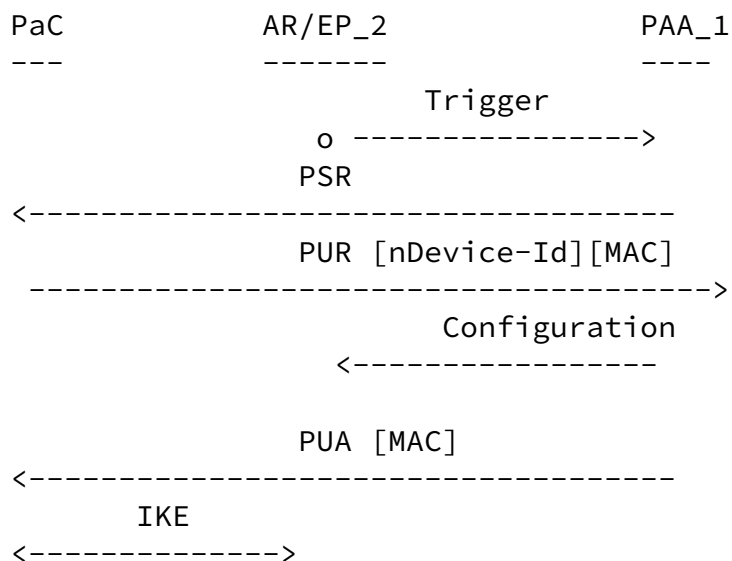 PaC AR/EP_2 PAA_1
--- ------- ----
Trigger
o ---------------->
PSR
<------------------------------------
PUR [nDevice-Id][MAC]
-------------------------------------->
Configuration
<-----------------
PUA [MAC]
<------------------------------------
IKE
<-------------->